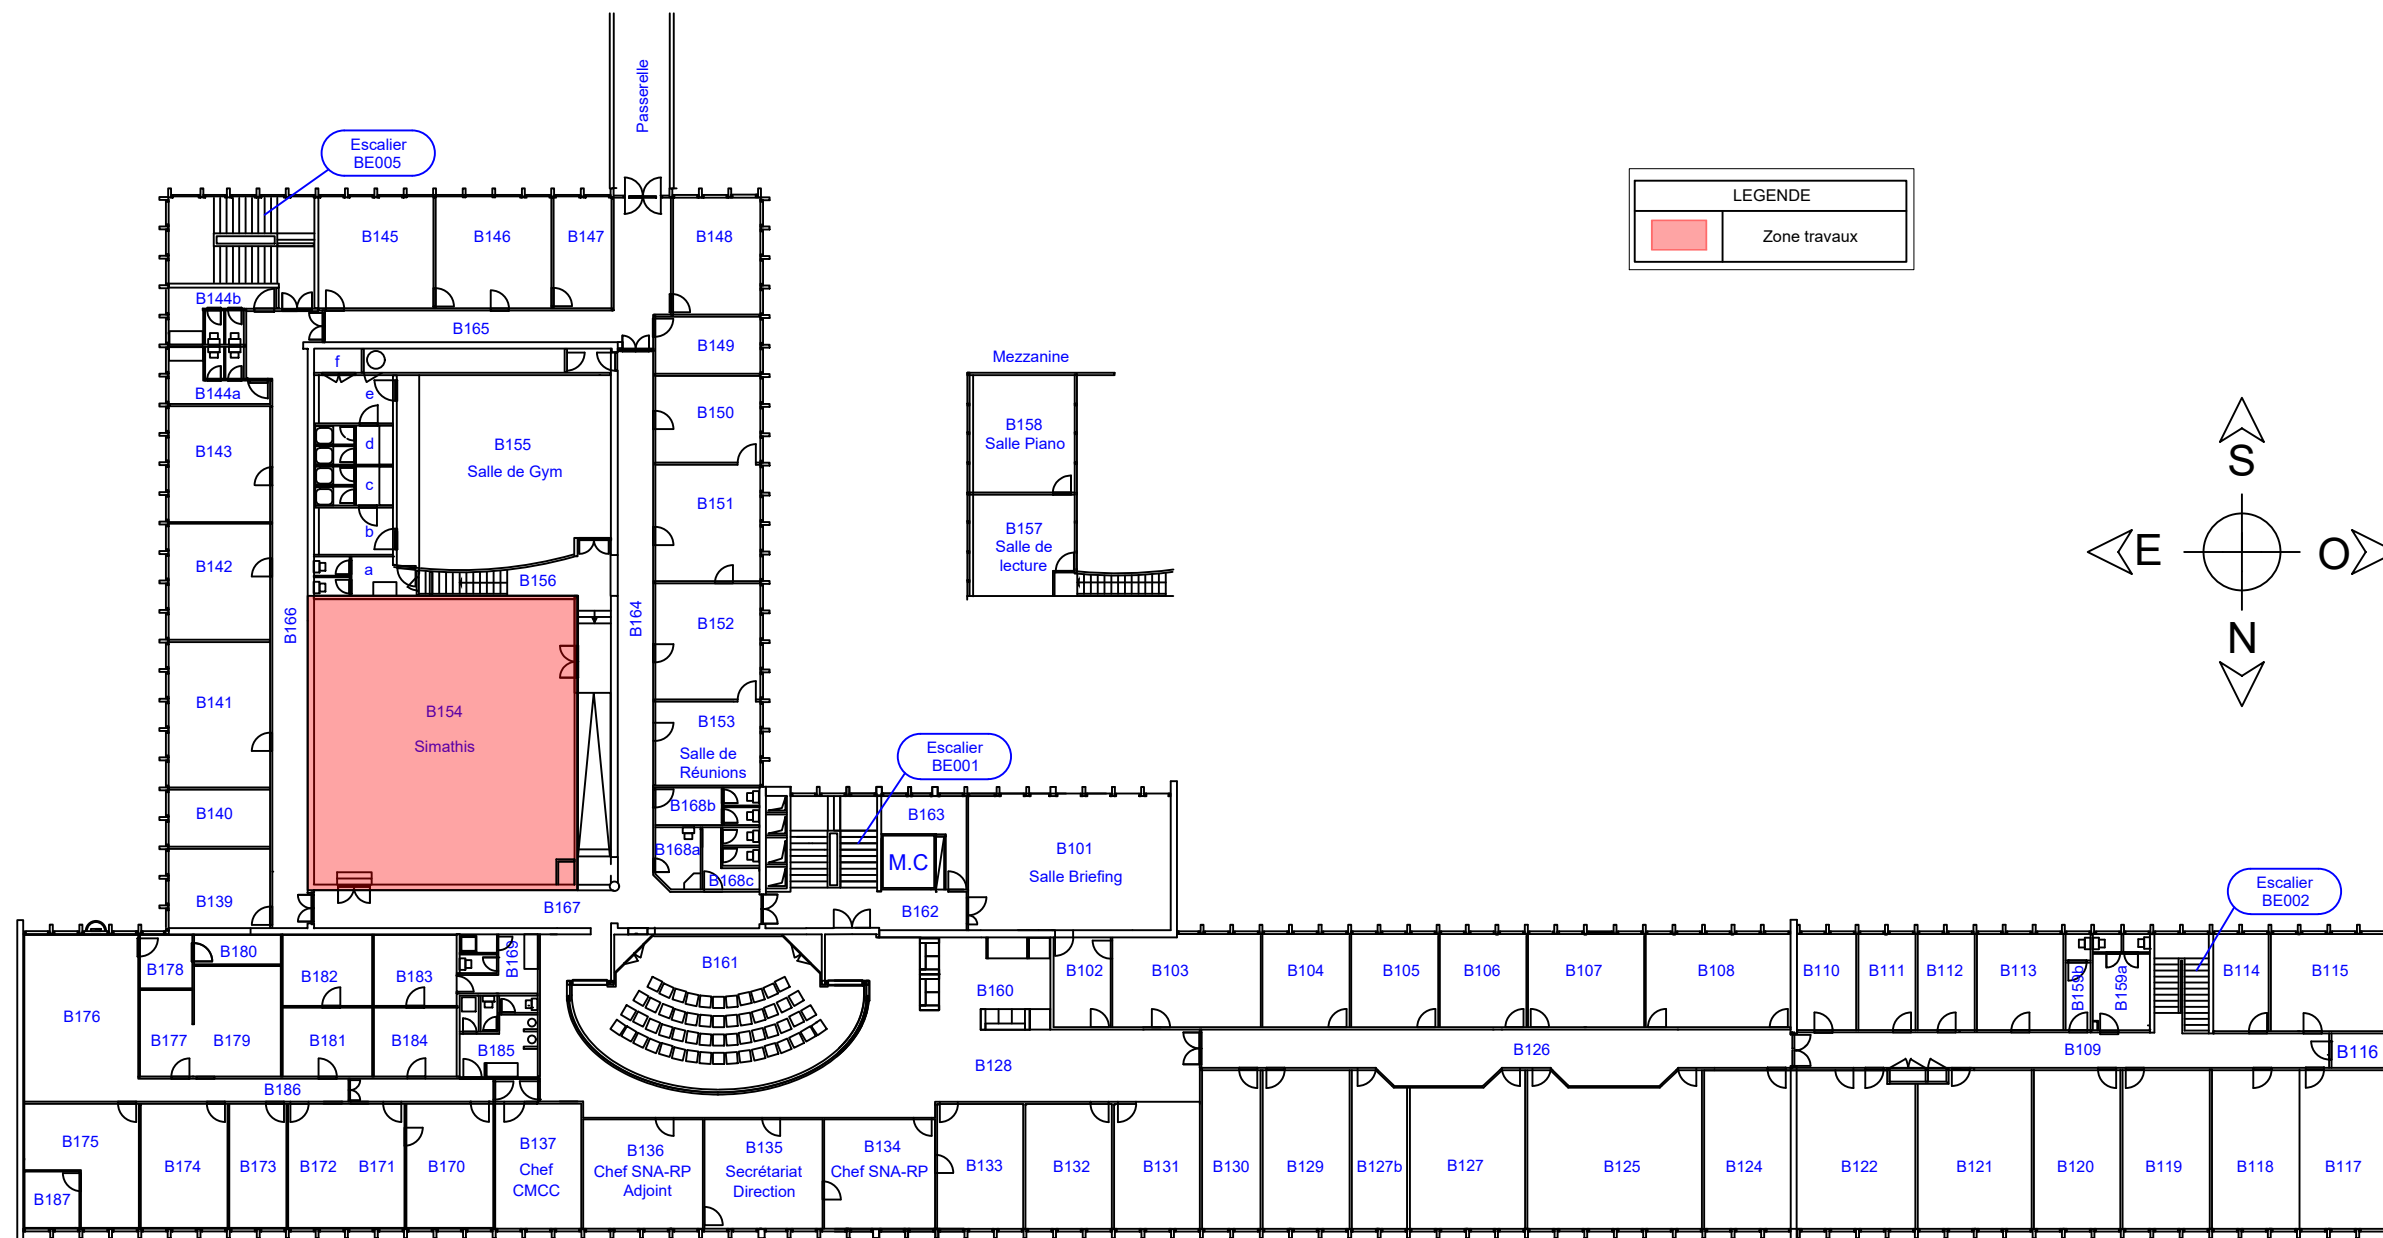 Passerelle
Escalier
BE005
LEGENDE
Zone travaux
B145
B146
B147
B148
B144b
B165
B149
f
Mezzanine
e
B144a
B150
B158
Salle Piano
B143
d
B155
Salle de Gym
c
B151
S
b
B157
Salle de
lecture
E
O
B142
a
B156
B166
B164
B152
N
B141
B154
Simathis
B153
Salle de
Réunions
Escalier
BE001
B140
B168b
B163
B168a
M.C
B101
Salle Briefing
B168c
B139
B167
B162
Escalier
BE002
B178
B180
B182
B183
B169
B161
B160
B102
B103
B104
B105
B106
B107
B108
B110
B111
B112
B113
B159b
B159a
B114
B115
B176
B177
B179
B181
B184
B185
B128
B126
B109
B116
B186
B175
B187
B174
B173
B172
B171
B170
B137
Chef
CMCC
B136
Chef SNA-RP
Adjoint
B135
Secrétariat
Direction
B134
Chef SNA-RP
B133
B132
B131
B130
B129
B127b
B127
B125
B124
B122
B121
B120
B119
B118
B117